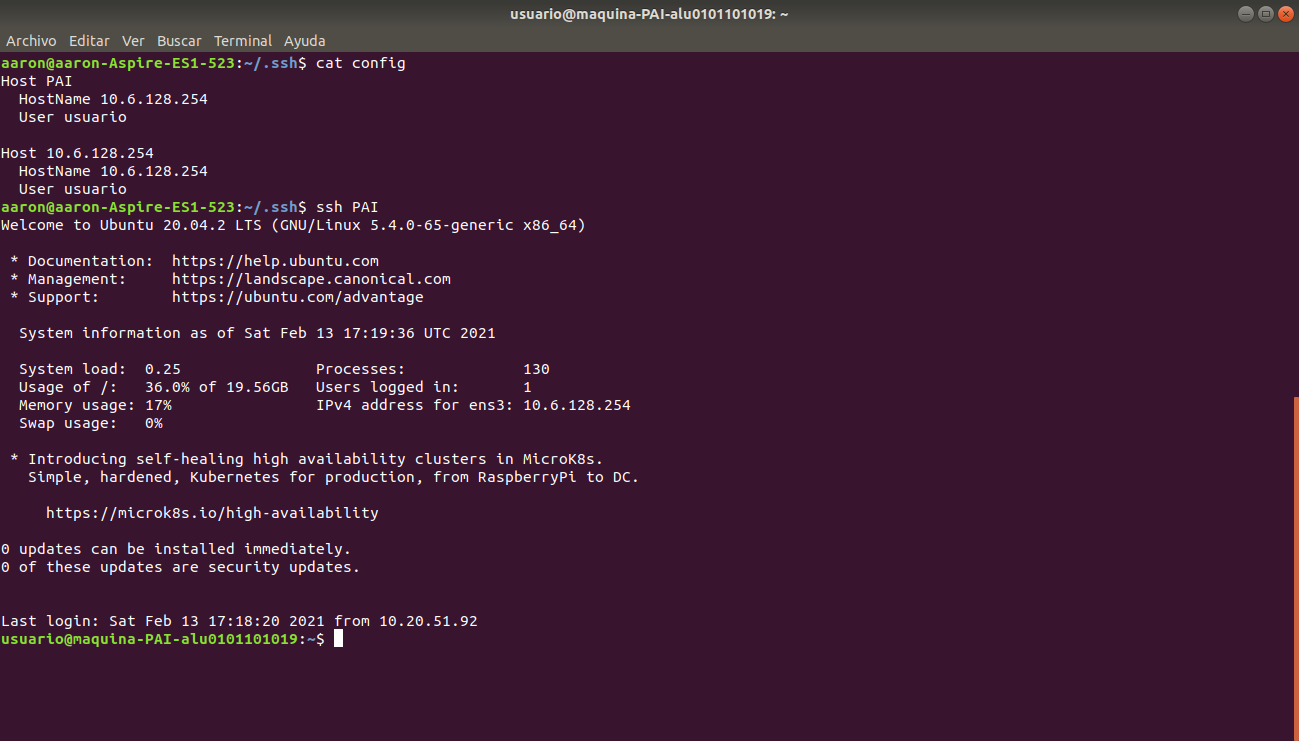 usuario@maquina-PAI-alu0101101019: ~
Archivo Editar Ver Buscar Terminal Ayuda
aaron@aaron-Aspire-ES1-523:~/.ssh$ cat config
Host PAI
  HostName 10.6.128.254
  User usuario

Host 10.6.128.254
  HostName 10.6.128.254
  User usuario
aaron@aaron-Aspire-ES1-523:~/.ssh$ ssh PAI
Welcome to Ubuntu 20.04.2 LTS (GNU/Linux 5.4.0-65-generic x86_64)

 * Documentation:  https://help.ubuntu.com
 * Management:     https://landscape.canonical.com
 * Support:        https://ubuntu.com/advantage

  System information as of Sat Feb 13 17:19:36 UTC 2021

  System load:  0.25               Processes:             130
  Usage of /:   36.0% of 19.56GB   Users logged in:       1
  Memory usage: 17%                IPv4 address for ens3: 10.6.128.254
  Swap usage:   0%

 * Introducing self-healing high availability clusters in MicroK8s.
   Simple, hardened, Kubernetes for production, from RaspberryPi to DC.

     https://microk8s.io/high-availability

0 updates can be installed immediately.
0 of these updates are security updates.


Last login: Sat Feb 13 17:18:20 2021 from 10.20.51.92
usuario@maquina-PAI-alu0101101019:~$